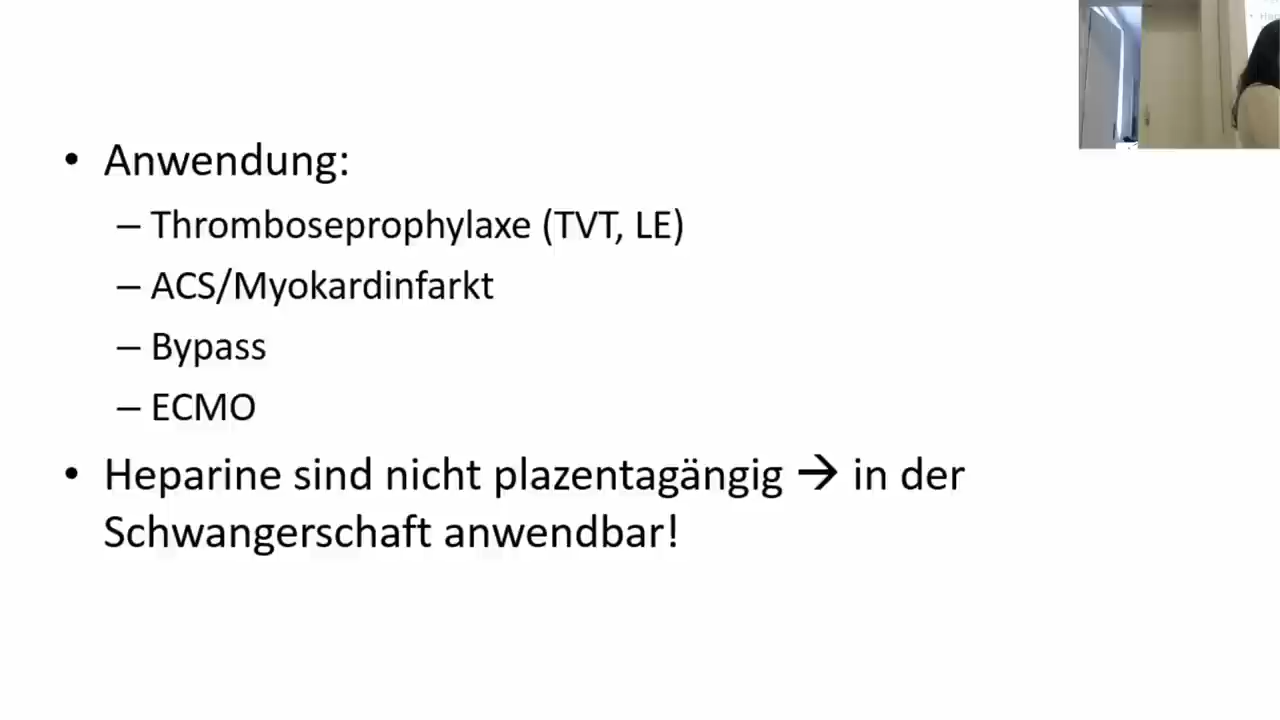 • Anwendung:
– Thromboseprophylaxe (TVT, LE)
– ACS/Myokardinfarkt
– Bypass
– ECMO
• Heparine sind nicht plazentagängig → in der
Schwangerschaft anwendbar!